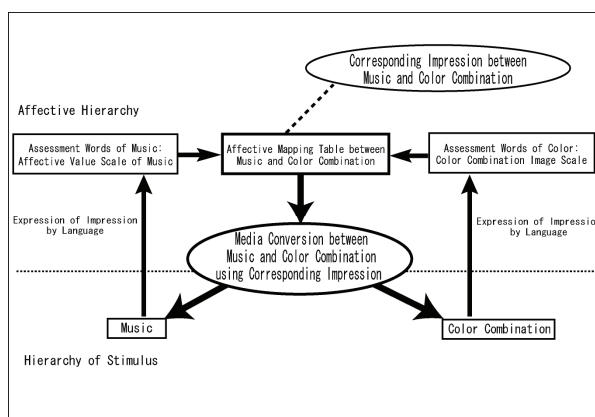 Corresponding Impression between
Music and Color Combination
Affective Hierarchy
Assessment Words of Music:
Affective Value Scale of Music
Affective Mapping Table between
Music and Color Combination
Assessment Words of Color:
Color Combination Image Scale
Expression of Impression
by Language
Expression of Impression
by Language
Media Conversion between
Music and Color Combination
using Corresponding Impression
Music
Color Combination
Hierarchy of Stimulus